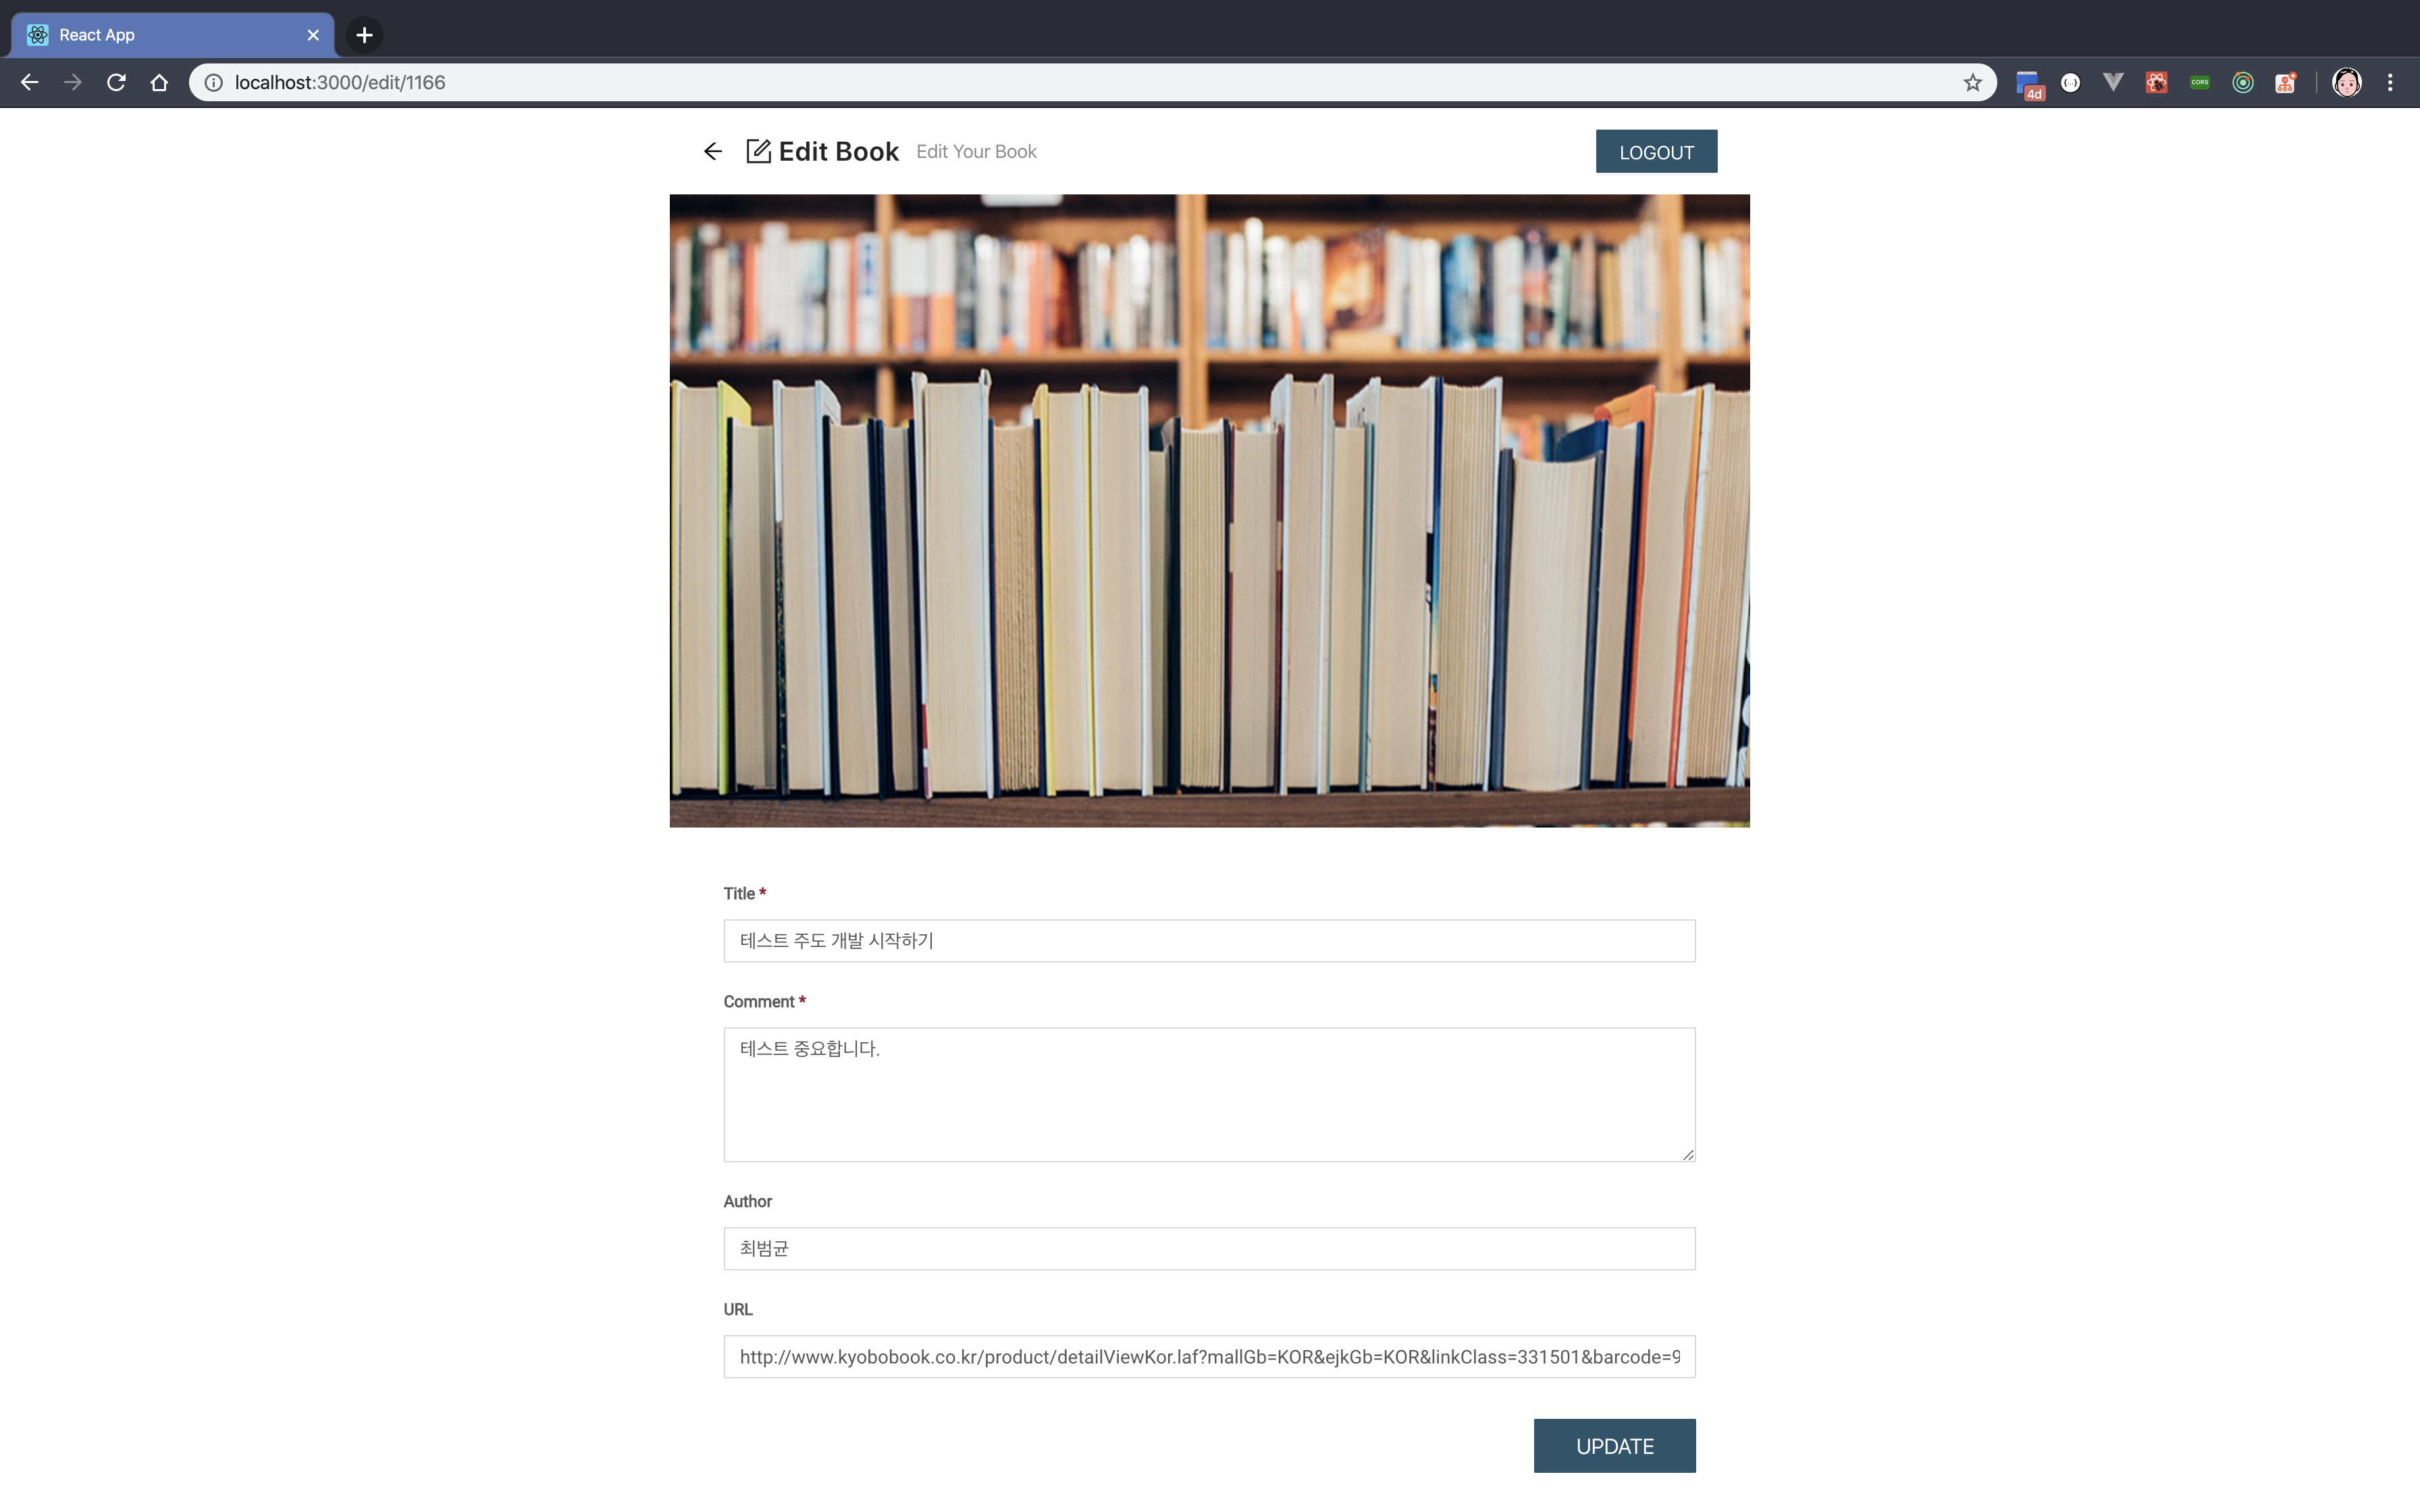 React App
localhost:3000/edit/1166
4d
CORS
Edit Book Edit Your Book
LOGOUT
Title *
테스트 주도 개발 시작하기
Comment *
테스트 중요합니다.
Author
최범균
URL
http://www.kyobobook.co.kr/product/detailViewKor.laf?mallGb=KOR&ejkGb=KOR&linkClass=331501&barcode=9
UPDATE